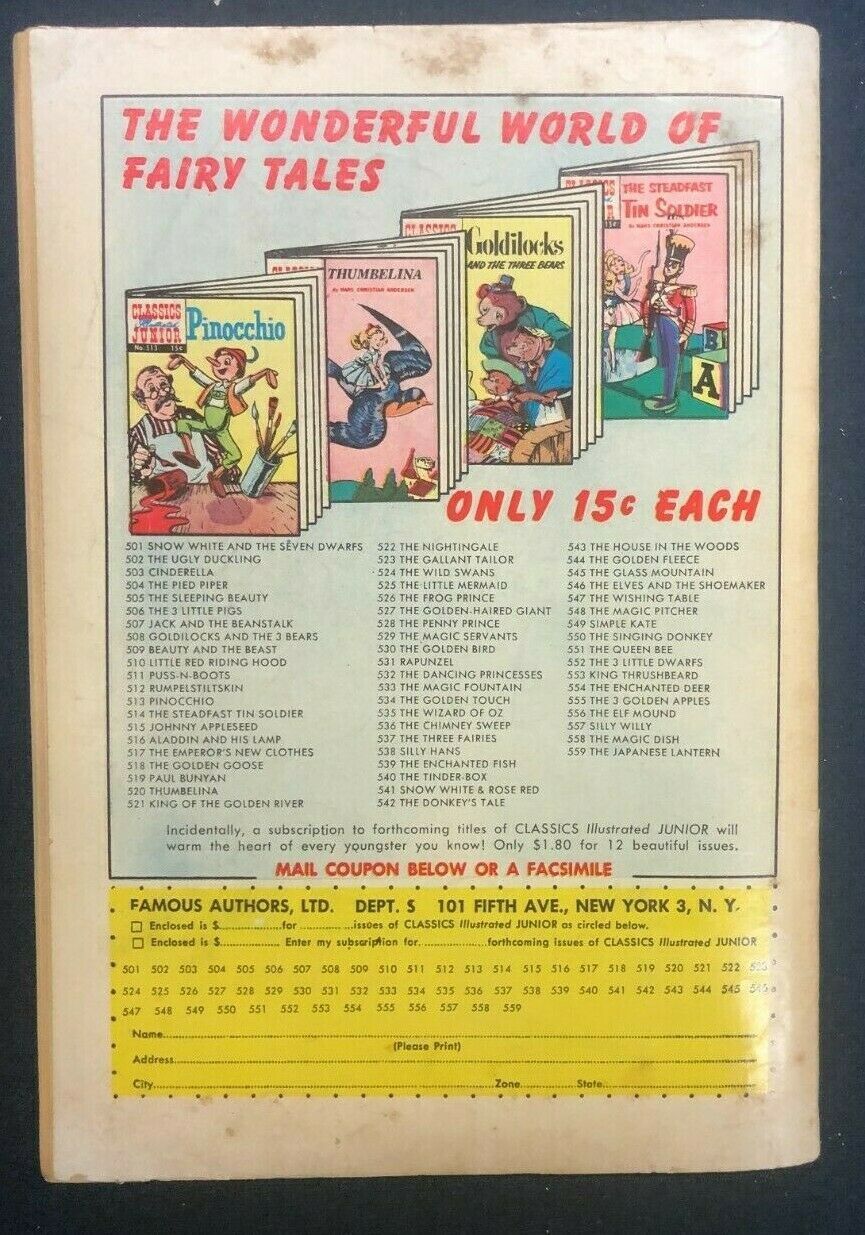 THE WONDERFUL WORLD OF
FAIRY TALES
CLASSICS
Illustrated
JUNIOR
No. 513 15¢
Pinocchio
THUMBELINA
By HANS CHRISTIAN ANDERSEN
CLASSICS
Goldilocks
AND THE THREE BEARS
THE STEADFAST
TIN SOLDIER
By HANS CHRISTIAN ANDERSEN
15¢
B
A
ONLY 15c EACH
501 SNOW WHITE AND THE SEVEN DWARFS
502 THE UGLY DUCKLING
503 CINDERELLA
504 THE PIED PIPER
505 THE SLEEPING BEAUTY
506 THE 3 LITTLE PIGS
507 JACK AND THE BEANSTALK
508 GOLDILOCKS AND THE 3 BEARS
509 BEAUTY AND THE BEAST
510 LITTLE RED RIDING HOOD
511 PUSS-N-BOOTS
512 RUMPELSTILTSKIN
513 PINOCCHIO
514 THE STEADFAST TIN SOLDIER
515 JOHNNY APPLESEED
516 ALADDIN AND HIS LAMP
517 THE EMPEROR'S NEW CLOTHES
518 THE GOLDEN GOOSE
519 PAUL BUNYAN
520 THUMBELINA
521 KING OF THE GOLDEN RIVER
522 THE NIGHTINGALE
523 THE GALLANT TAILOR
524 THE WILD SWANS
525 THE LITTLE MERMAID
526 THE FROG PRINCE
527 THE GOLDEN-HAIRED GIANT
528 THE PENNY PRINCE
529 THE MAGIC SERVANTS
530 THE GOLDEN BIRD
531 RAPUNZEL
532 THE DANCING PRINCESSES
533 THE MAGIC FOUNTAIN
534 THE GOLDEN TOUCH
535 THE WIZARD OF OZ
536 THE CHIMNEY SWEEP
537 THE THREE FAIRIES
538 SILLY HANS
539 THE ENCHANTED FISH
540 THE TINDER-BOX
541 SNOW WHITE & ROSE RED
542 THE DONKEY'S TALE
543 THE HOUSE IN THE WOODS
544 THE GOLDEN FLEECE
545 THE GLASS MOUNTAIN
546 THE ELVES AND THE SHOEMAKER
547 THE WISHING TABLE
548 THE MAGIC PITCHER
549 SIMPLE KATE
550 THE SINGING DONKEY
551 THE QUEEN BEE
552 THE 3 LITTLE DWARFS
553 KING THRUSHBEARD
554 THE ENCHANTED DEER
555 THE 3 GOLDEN APPLES
556 THE ELF MOUND
557 SILLY WILLY
558 THE MAGIC DISH
559 THE JAPANESE LANTERN
Incidentally, a subscription to forthcoming titles of CLASSICS Illustrated JUNIOR will
warm the heart of every youngster you know! Only $1.80 for 12 beautiful issues.
MAIL COUPON BELOW OR A FACSIMILE
FAMOUS AUTHORS, LTD. DEPT. S 101 FIFTH AVE., NEW YORK 3, N. Y.
Enclosed is $..............for..............issues of CLASSICS Illustrated JUNIOR as circled below.
Enclosed is $.............. Enter my subscription for..............forthcoming issues of CLASSICS Illustrated JUNIOR
501 502 503 504 505 506 507 508 509 510 511 512 513 514 515 516 517 518 519 520 521 522 523
524 525 526 527 528 529 530 531 532 533 534 535 536 537 538 539 540 541 542 543 544 545 546
547 548 549 550 551 552 553 554 555 556 557 558 559
Name
(Please Print)
Address
City Zone State